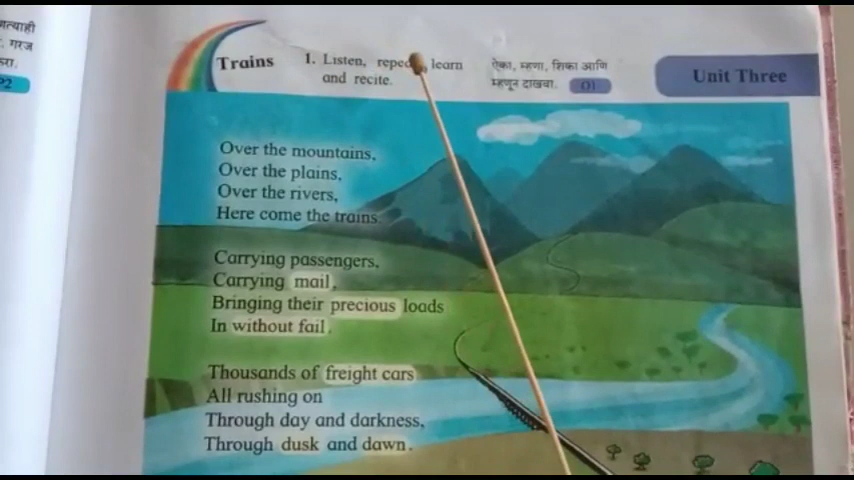 गरज
Trains
1. Listen, learn
and recite.
ऐका, म्हणा, शिका आणि
म्हणून दाखवा.
Unit Three
Over the mountains,
Over the plains,
Over the rivers,
Here come the trains.
Carrying passengers,
Carrying mail,
Bringing their precious loads
In without fail.
Thousands of freight cars
All rushing on
Through day and darkness,
Through dusk and dawn.